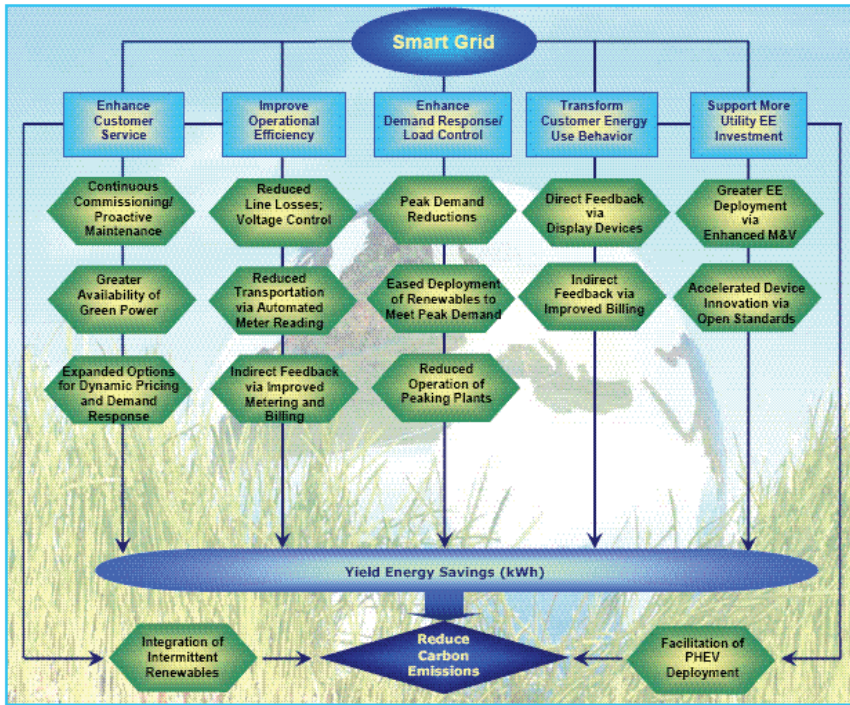 Smart Grid
Enhance
Customer
Service
Improve
Operational
Efficiency
Enhance
Demand Response/
Load Control
Transform
Customer Energy
Use Behavior
Support More
Utility EE
Investment
Continuous
Commissioning/
Proactive
Maintenance
Reduced
Line Losses;
Voltage Control
Peak Demand
Reductions
Direct Feedback
via
Display Devices
Greater EE
Deployment
via
Enhanced M&V
Greater
Availability of
Green Power
Reduced
Transportation
via Automated
Meter Reading
Eased Deployment
of Renewables to
Meet Peak Demand
Indirect
Feedback via
Improved Billing
Accelerated Device
Innovation via
Open Standards
Expanded Options
for Dynamic Pricing
and Demand
Response
Indirect Feedback
via Improved
Metering and
Billing
Reduced
Operation of
Peaking Plants
Yield Energy Savings (kWh)
Integration of
Intermittent
Renewables
Reduce
Carbon
Emissions
Facilitation of
PHEV
Deployment